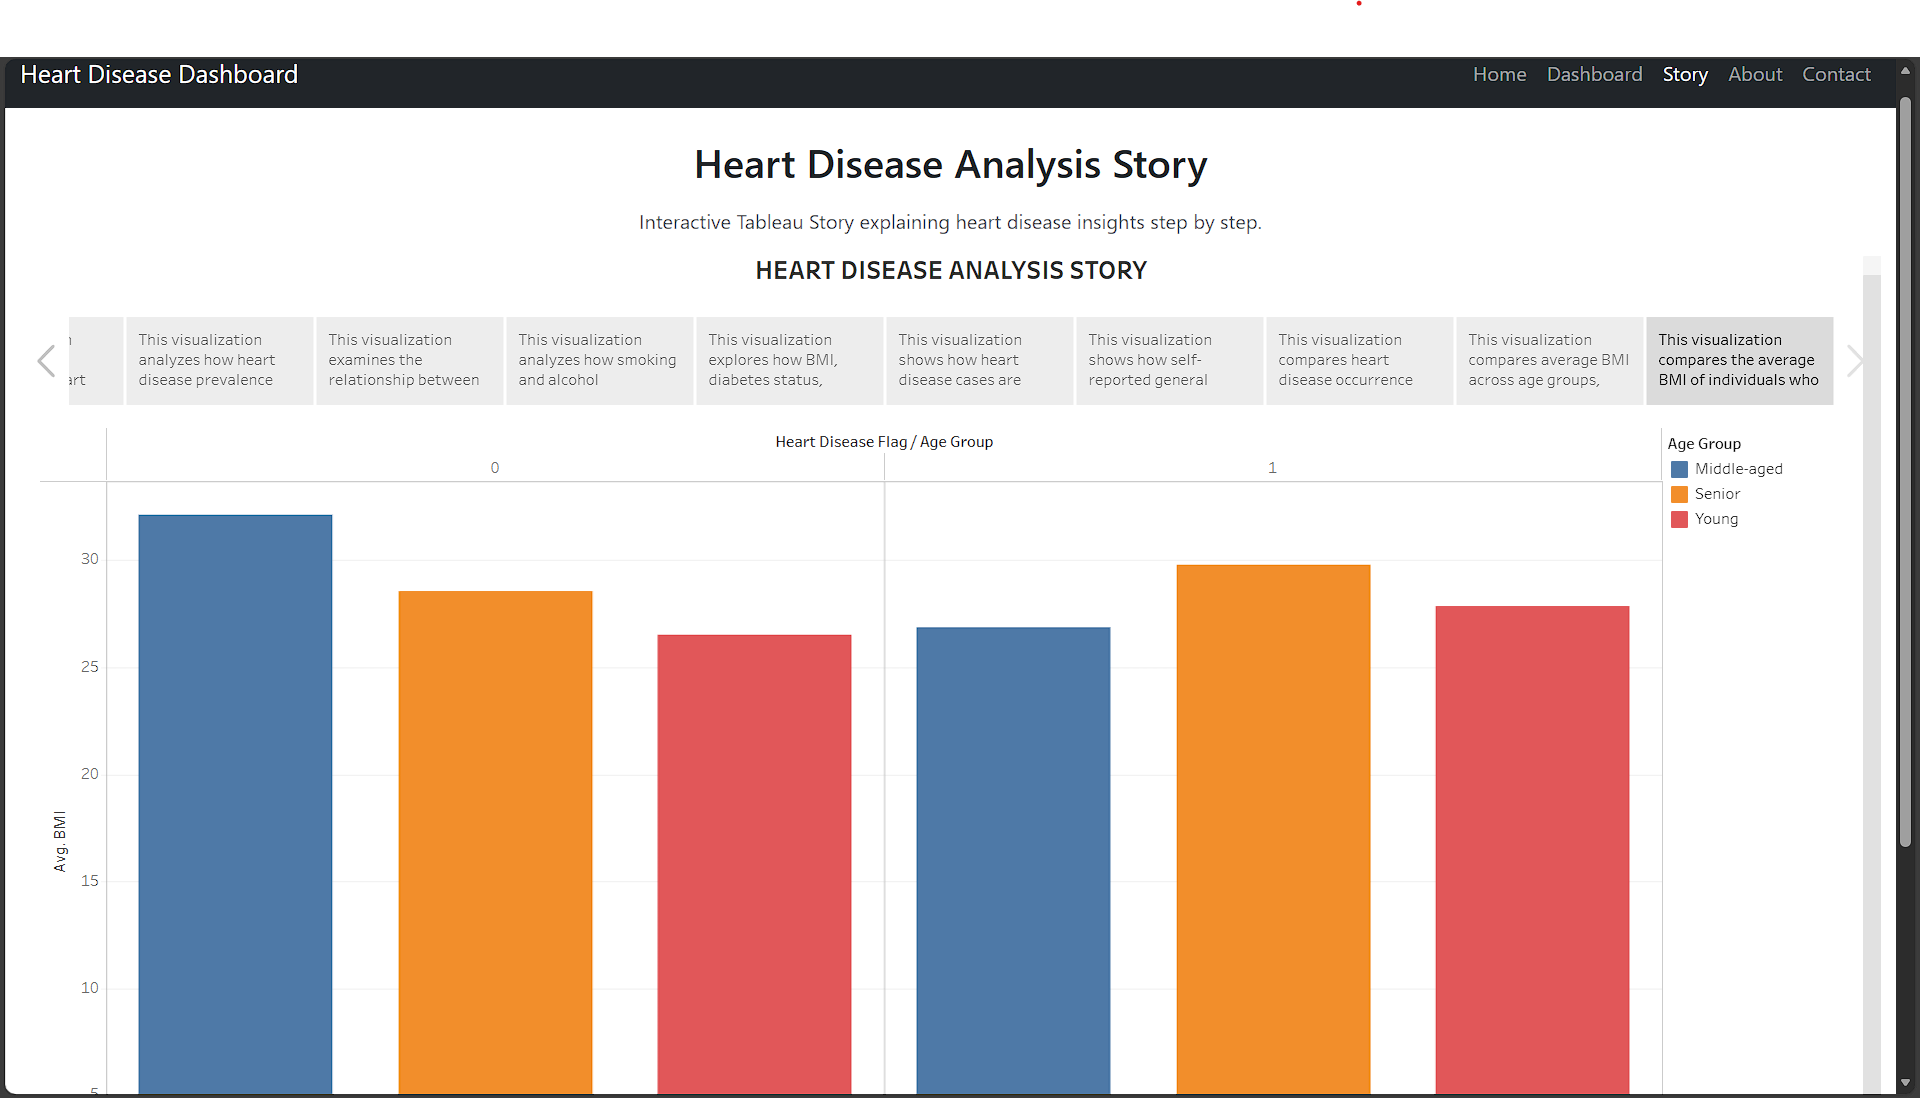 Heart Disease Dashboard
Home Dashboard Story About Contact
Heart Disease Analysis Story
Interactive Tableau Story explaining heart disease insights step by step.
HEART DISEASE ANALYSIS STORY
This visualization
analyzes how heart
disease prevalence
This visualization
examines the
relationship between
This visualization
analyzes how smoking
and alcohol
This visualization
explores how BMI,
diabetes status,
This visualization
shows how heart
disease cases are
This visualization
shows how self-
reported general
This visualization
compares heart
disease occurrence
This visualization
compares average BMI
across age groups,
This visualization
compares the average
BMI of individuals who
Heart Disease Flag / Age Group
0
1
Age Group
Middle-aged
Senior
Young
30
25
20
15
10
5
Avg. BMI